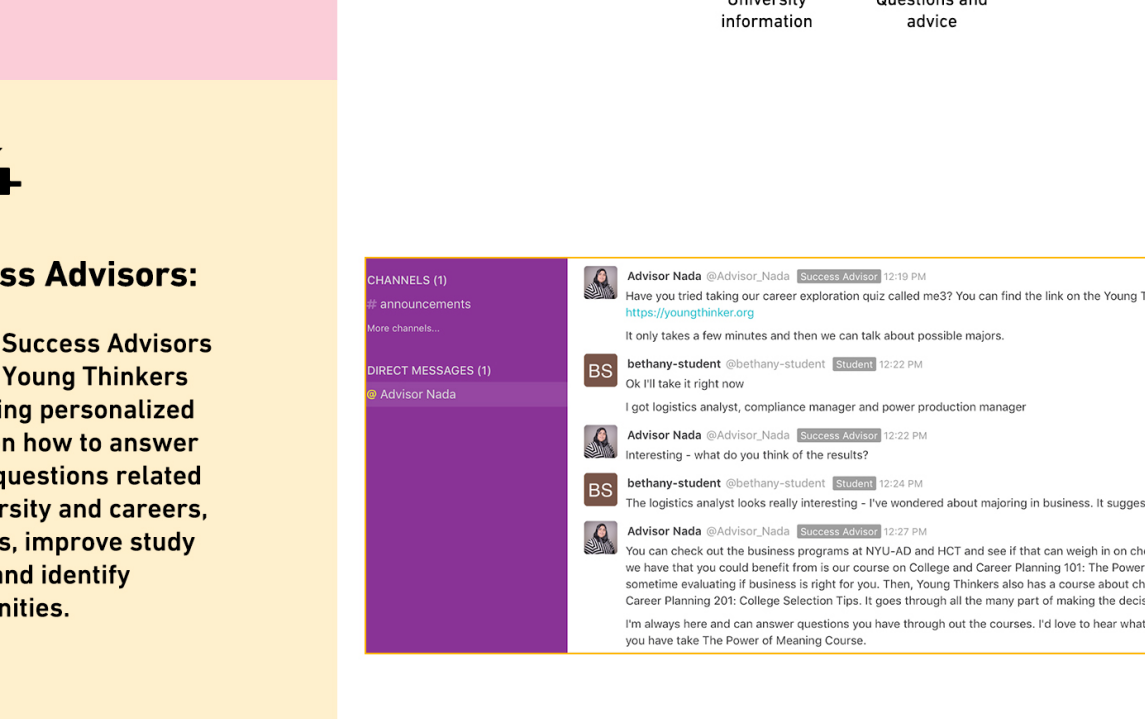 University
information
Questions and
advice
4
ss Advisors:
Success Advisors
Young Thinkers
ing personalized
n how to answer
questions related
rsity and careers,
s, improve study
and identify
nities.
CHANNELS (1)
# announcements
More channels...
DIRECT MESSAGES (1)
@ Advisor Nada
Advisor Nada @Advisor_Nada Success Advisor 12:19 PM
Have you tried taking our career exploration quiz called me3? You can find the link on the Young T
https://youngthinker.org
It only takes a few minutes and then we can talk about possible majors.
BS
bethany-student @bethany-student Student 12:22 PM
Ok I'll take it right now
I got logistics analyst, compliance manager and power production manager
Advisor Nada @Advisor_Nada Success Advisor 12:22 PM
Interesting - what do you think of the results?
BS
bethany-student @bethany-student Student 12:24 PM
The logistics analyst looks really interesting - I've wondered about majoring in business. It sugges
Advisor Nada @Advisor_Nada Success Advisor 12:27 PM
You can check out the business programs at NYU-AD and HCT and see if that can weigh in on ch
we have that you could benefit from is our course on College and Career Planning 101: The Power
sometime evaluating if business is right for you. Then, Young Thinkers also has a course about ch
Career Planning 201: College Selection Tips. It goes through all the many part of making the decis
I'm always here and can answer questions you have through out the courses. I'd love to hear what
you have take The Power of Meaning Course.